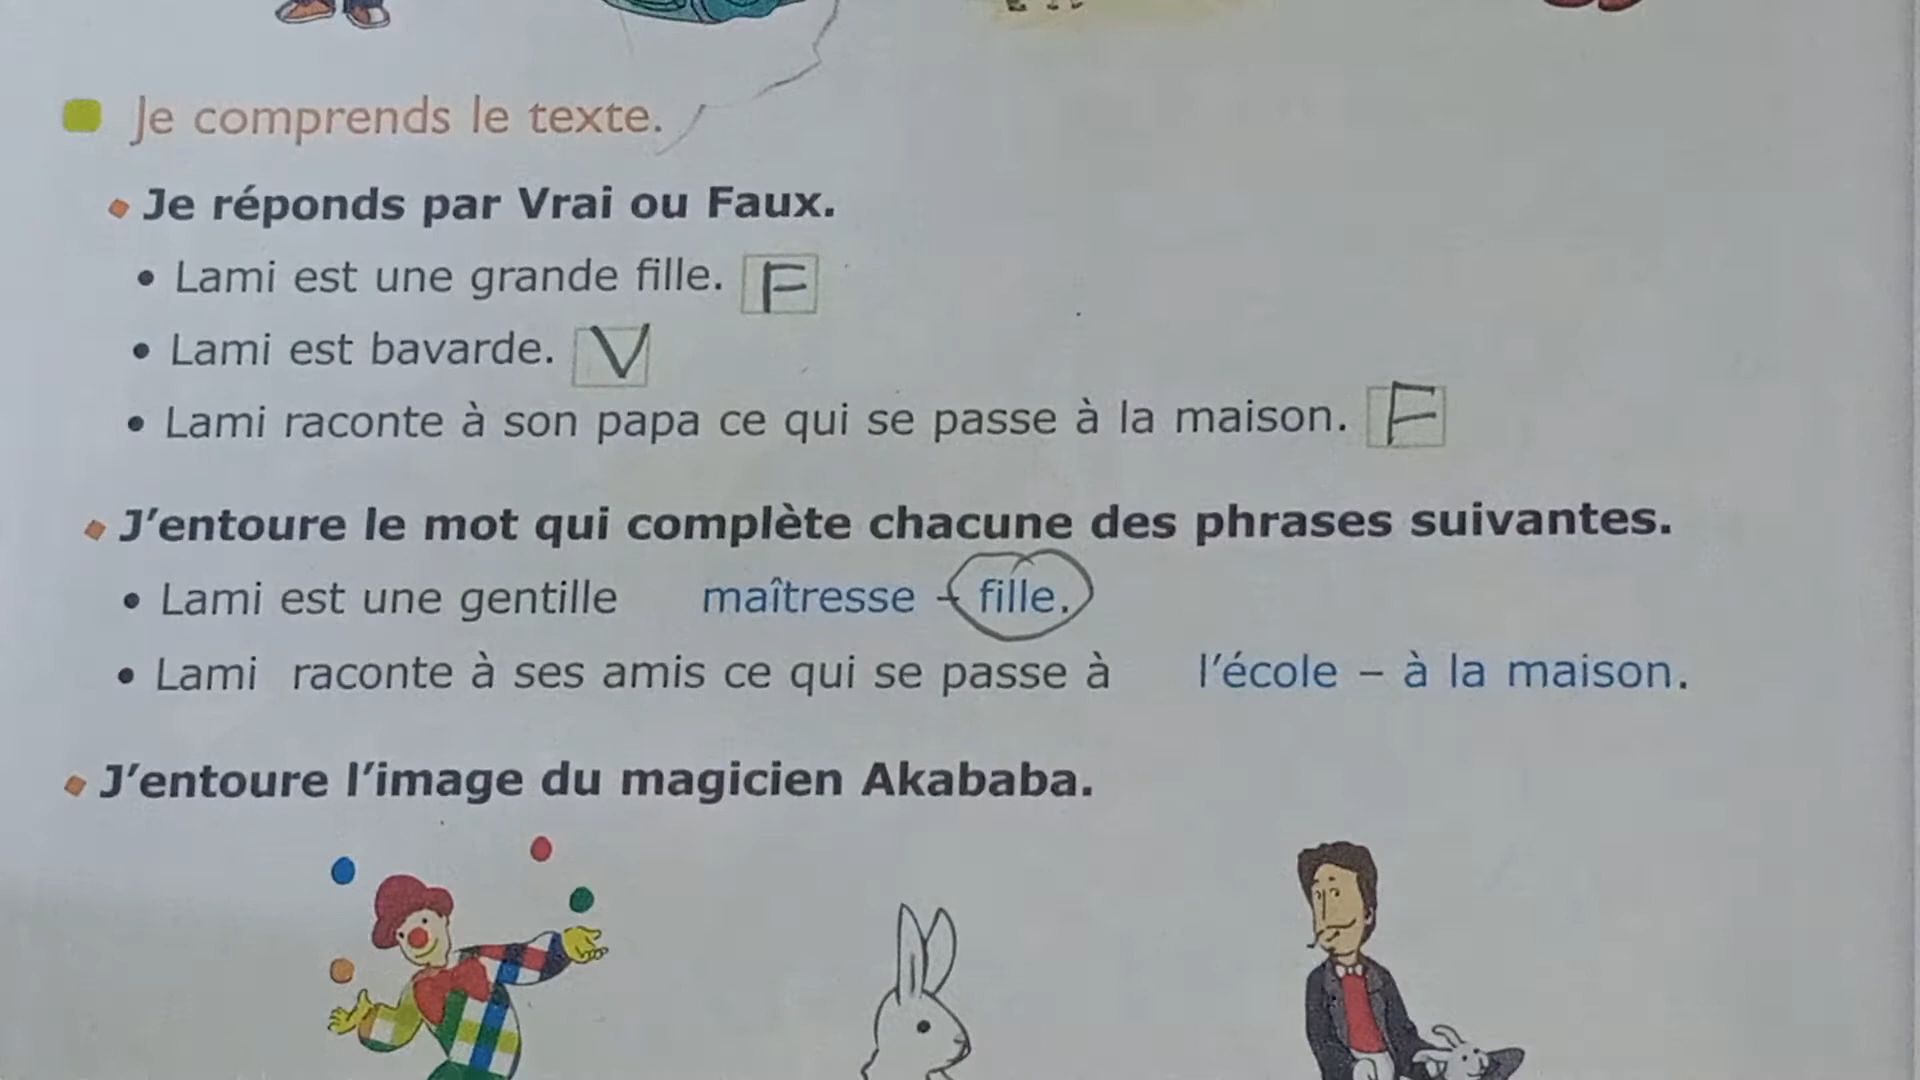 Je comprends le texte.
Je réponds par Vrai ou Faux.
• Lami est une grande fille. F
• Lami est bavarde. V
• Lami raconte à son papa ce qui se passe à la maison. F
J'entoure le mot qui complète chacune des phrases suivantes.
• Lami est une gentille maîtresse - fille.
• Lami raconte à ses amis ce qui se passe à l'école – à la maison.
J'entoure l'image du magicien Akababa.